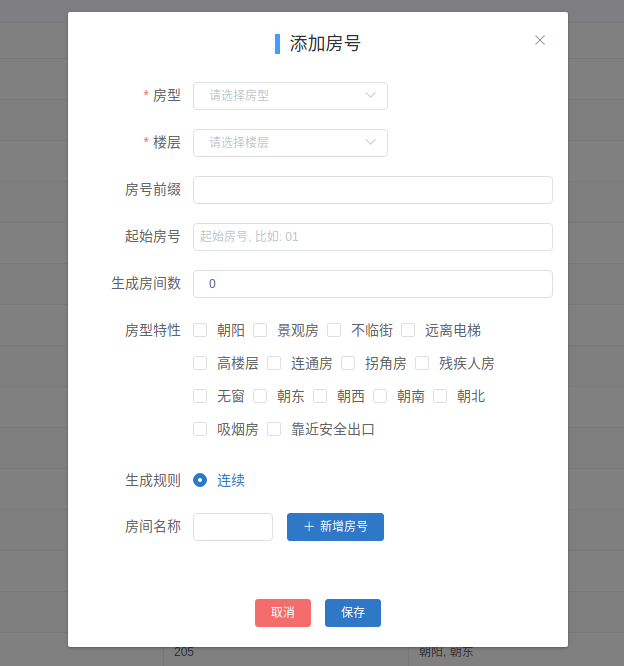 添加房号
* 房型 请选择房型
* 楼层 请选择楼层
房号前缀
起始房号 起始房号, 比如: 01
生成房间数 0
房型特性 朝阳 景观房 不临街 远离电梯
高楼层 连通房 拐角房 残疾人房
无窗 朝东 朝西 朝南 朝北
吸烟房 靠近安全出口
生成规则 连续
房间名称 + 新增房号
取消 保存
205 朝阳, 朝东